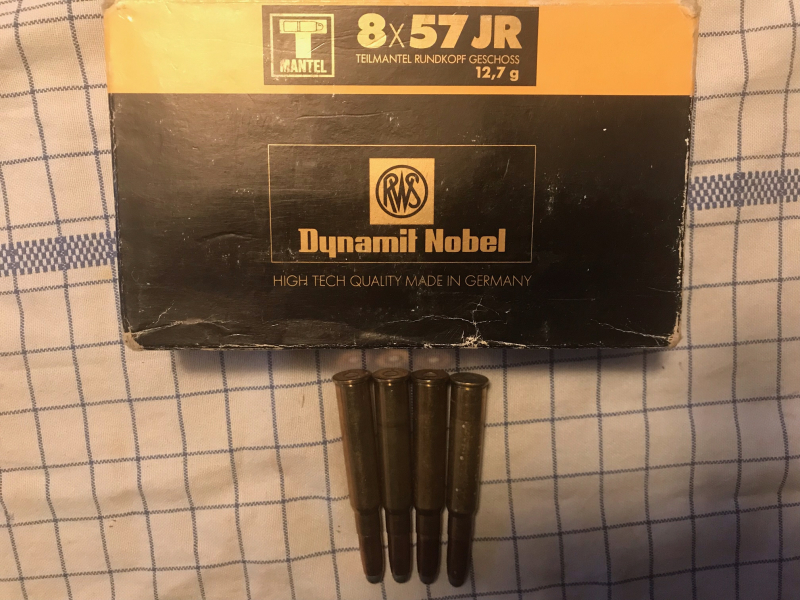 T
MANTEL
8x57 JR
TEILMANTEL RUNDKOPF GESCHOSS
12,7 g
RWS
Dynamit Nobel
HIGH TECH QUALITY MADE IN GERMANY